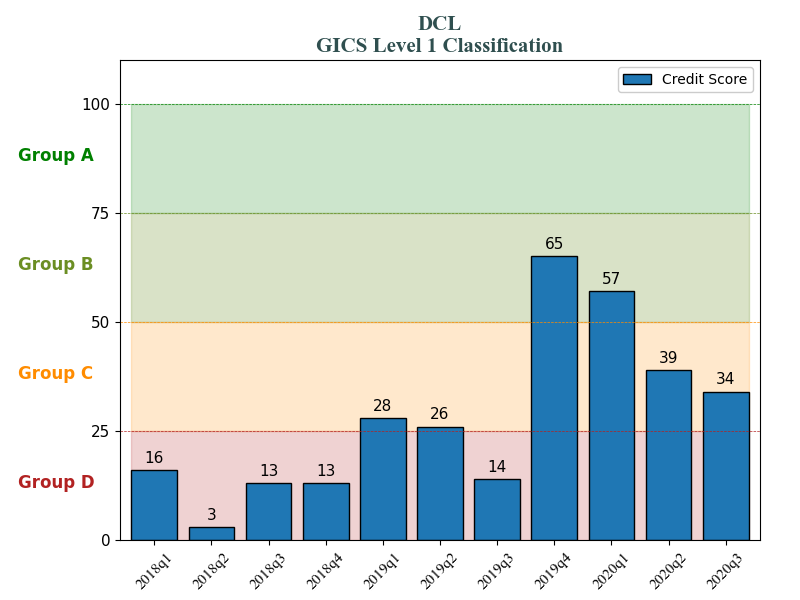 DCL
GICS Level 1 Classification
Credit Score
100
Group A
75
65
Group B
57
50
39
Group C
34
28
26
25
16
14
13
13
Group D
3
0
2018q1
2018q2
2018q3
2018q4
2019q1
2019q2
2019q3
2019q4
2020q1
2020q2
2020q3